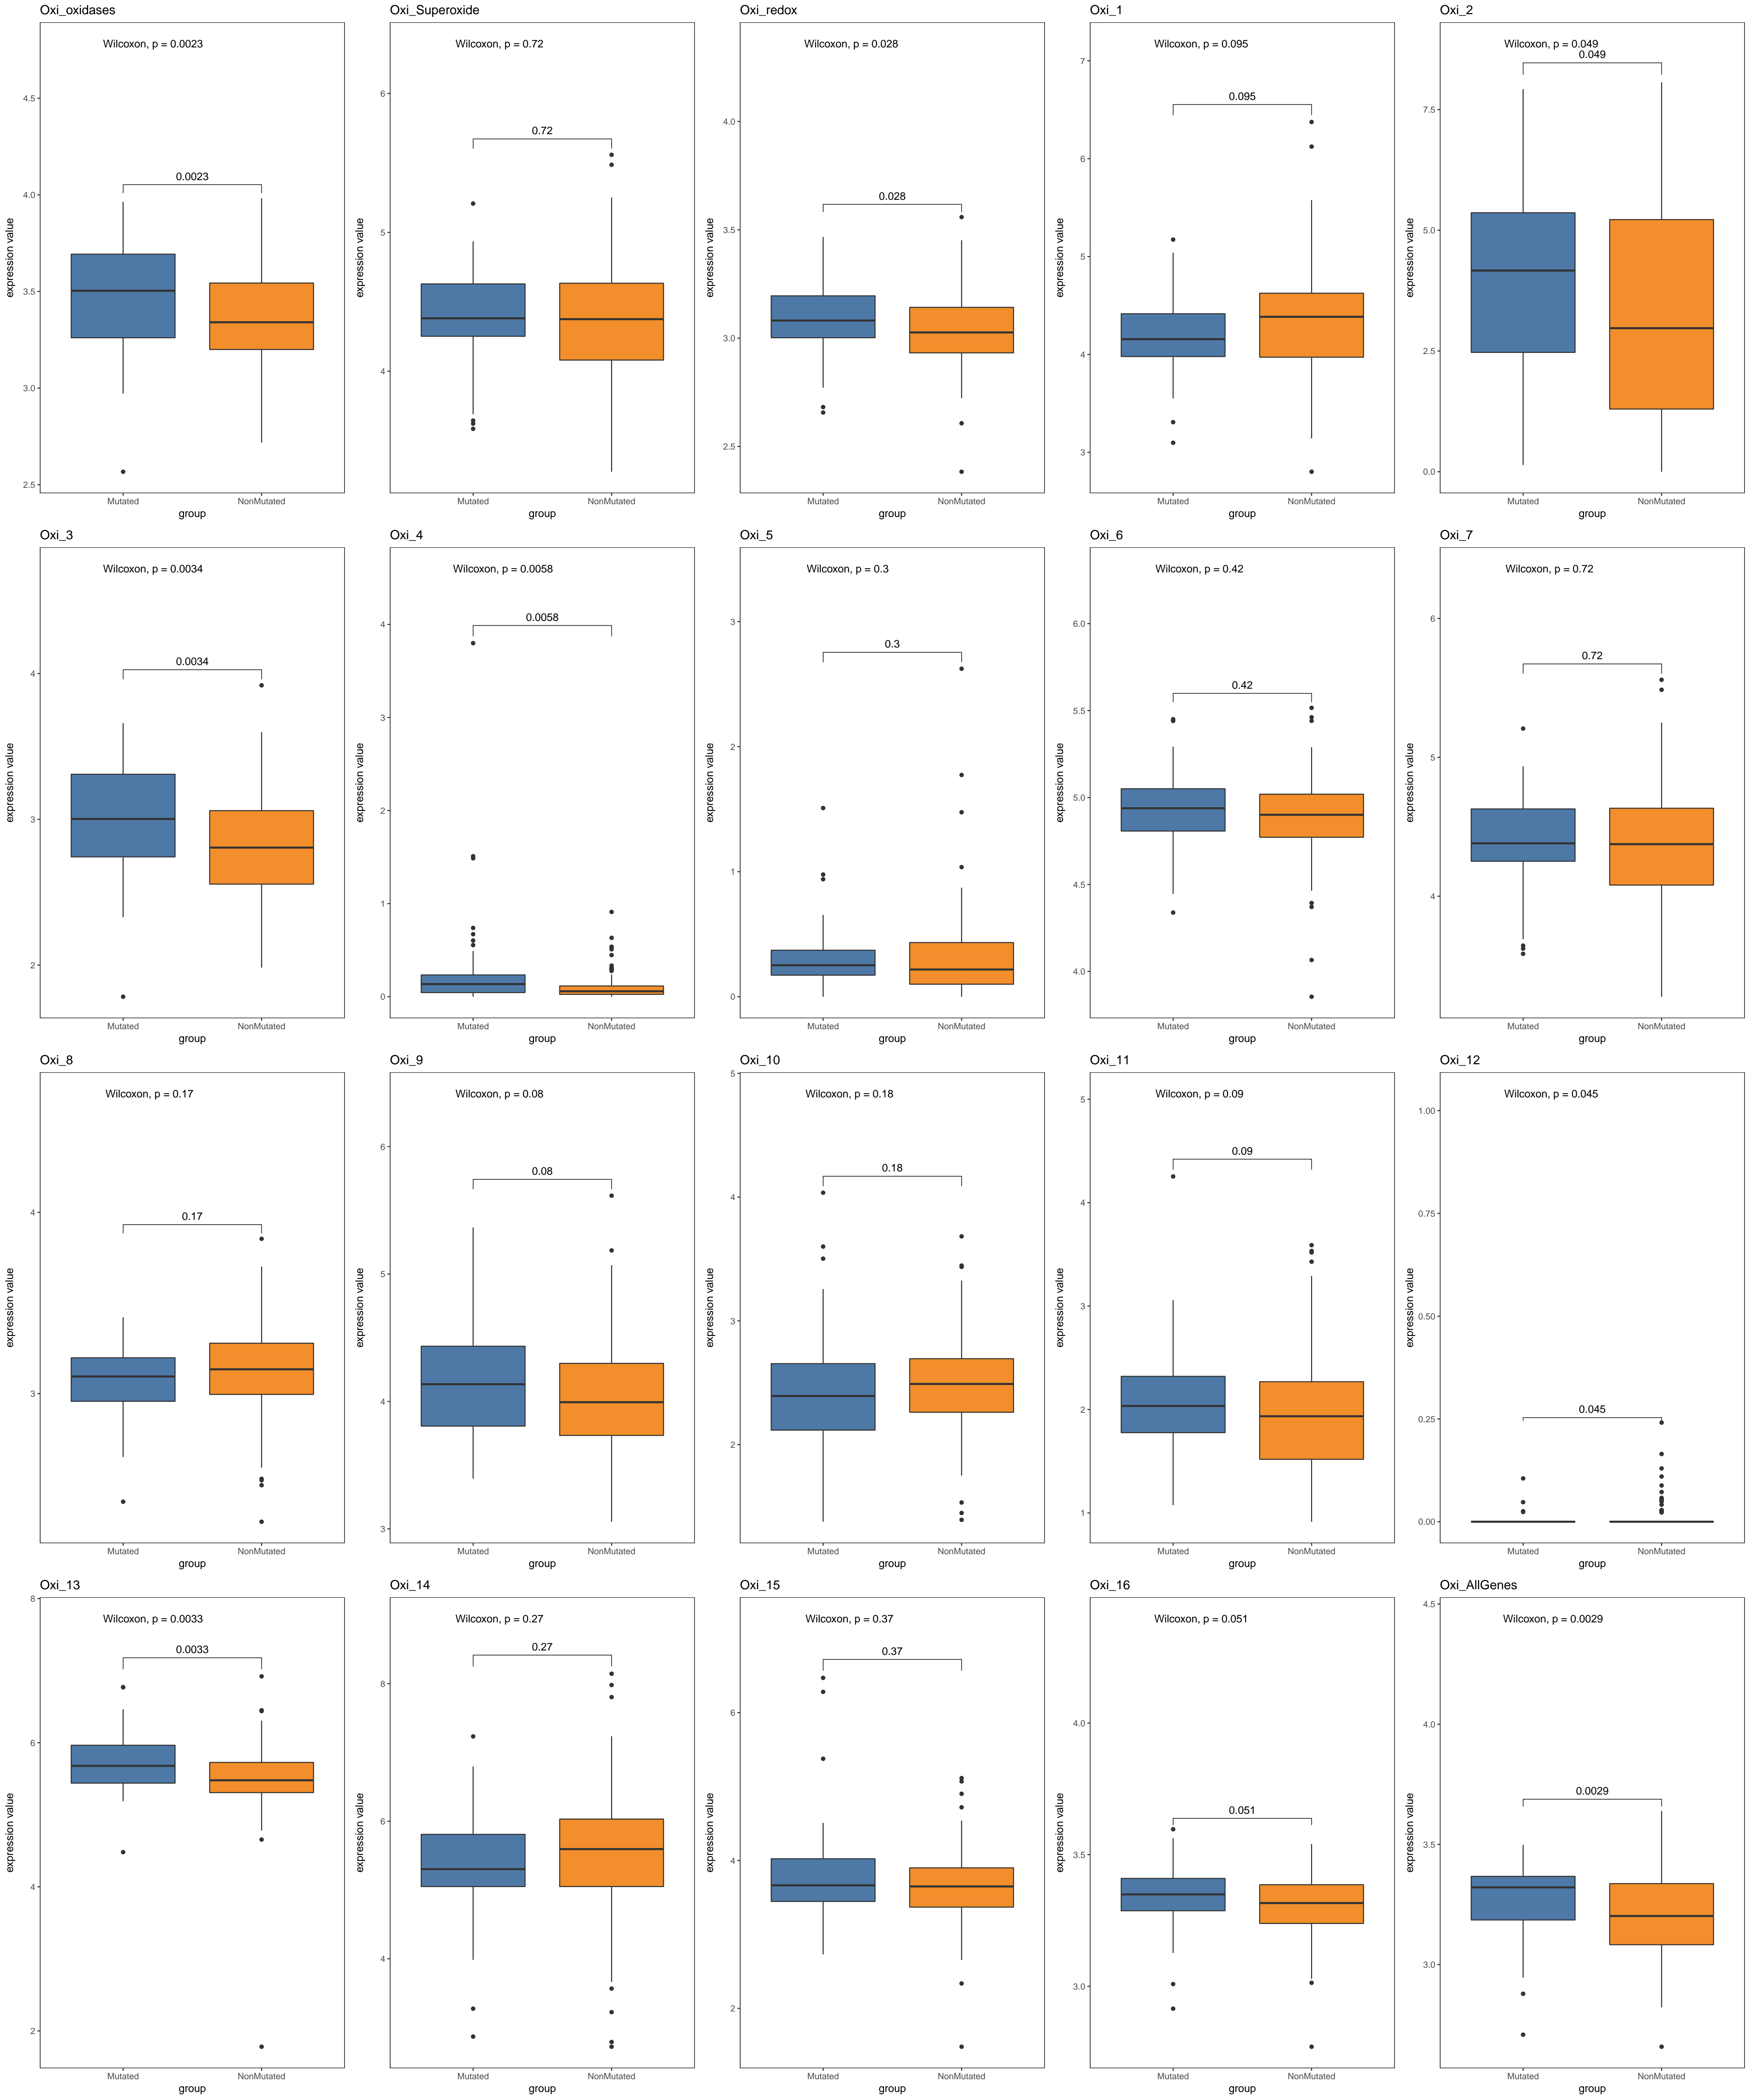 Oxi_oxidases
Wilcoxon, p = 0.0023
0.0023
4.5
4.0
3.5
3.0
2.5
expression value
Mutated
NonMutated
group
Oxi_Superoxide
Wilcoxon, p = 0.72
0.72
6
5
4
expression value
Mutated
NonMutated
group
Oxi_redox
Wilcoxon, p = 0.028
0.028
4.0
3.5
3.0
2.5
expression value
Mutated
NonMutated
group
Oxi_1
Wilcoxon, p = 0.095
0.095
7
6
5
4
3
expression value
Mutated
NonMutated
group
Oxi_2
Wilcoxon, p = 0.049
0.049
7.5
5.0
2.5
0.0
expression value
Mutated
NonMutated
group
Oxi_3
Wilcoxon, p = 0.0034
0.0034
4
3
2
expression value
Mutated
NonMutated
group
Oxi_4
Wilcoxon, p = 0.0058
0.0058
4
3
2
1
0
expression value
Mutated
NonMutated
group
Oxi_5
Wilcoxon, p = 0.3
0.3
3
2
1
0
expression value
Mutated
NonMutated
group
Oxi_6
Wilcoxon, p = 0.42
0.42
6.0
5.5
5.0
4.5
4.0
expression value
Mutated
NonMutated
group
Oxi_7
Wilcoxon, p = 0.72
0.72
6
5
4
expression value
Mutated
NonMutated
group
Oxi_8
Wilcoxon, p = 0.17
0.17
4
3
expression value
Mutated
NonMutated
group
Oxi_9
Wilcoxon, p = 0.08
0.08
6
5
4
3
expression value
Mutated
NonMutated
group
Oxi_10
Wilcoxon, p = 0.18
0.18
5
4
3
2
expression value
Mutated
NonMutated
group
Oxi_11
Wilcoxon, p = 0.09
0.09
5
4
3
2
1
expression value
Mutated
NonMutated
group
Oxi_12
Wilcoxon, p = 0.045
0.045
1.00
0.75
0.50
0.25
0.00
expression value
Mutated
NonMutated
group
Oxi_13
Wilcoxon, p = 0.0033
0.0033
8
6
4
2
expression value
Mutated
NonMutated
group
Oxi_14
Wilcoxon, p = 0.27
0.27
8
6
4
expression value
Mutated
NonMutated
group
Oxi_15
Wilcoxon, p = 0.37
0.37
6
4
2
expression value
Mutated
NonMutated
group
Oxi_16
Wilcoxon, p = 0.051
0.051
4.0
3.5
3.0
expression value
Mutated
NonMutated
group
Oxi_AllGenes
Wilcoxon, p = 0.0029
0.0029
4.5
4.0
3.5
3.0
expression value
Mutated
NonMutated
group